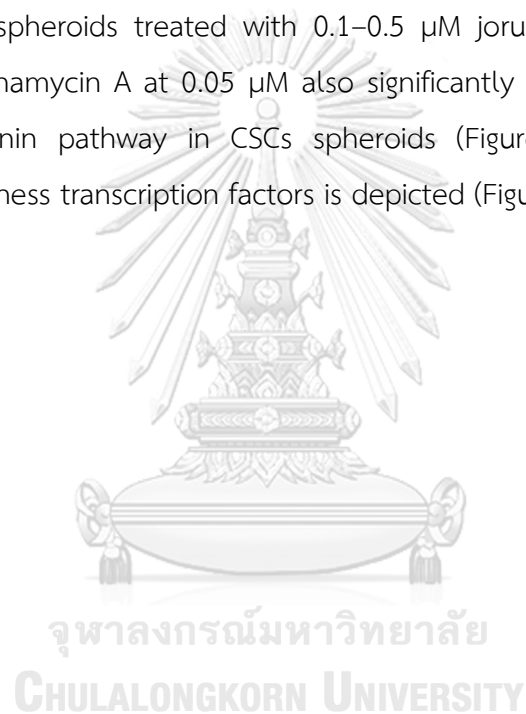 spheroids treated with 0.1–0.5 µM joru
namycin A at 0.05 µM also significantly
nin pathway in CSCs spheroids (Figure
ness transcription factors is depicted (Figu
จุฬาลงกรณ์มหาวิทยาลัย
CHULALONGKORN UNIVERSITY